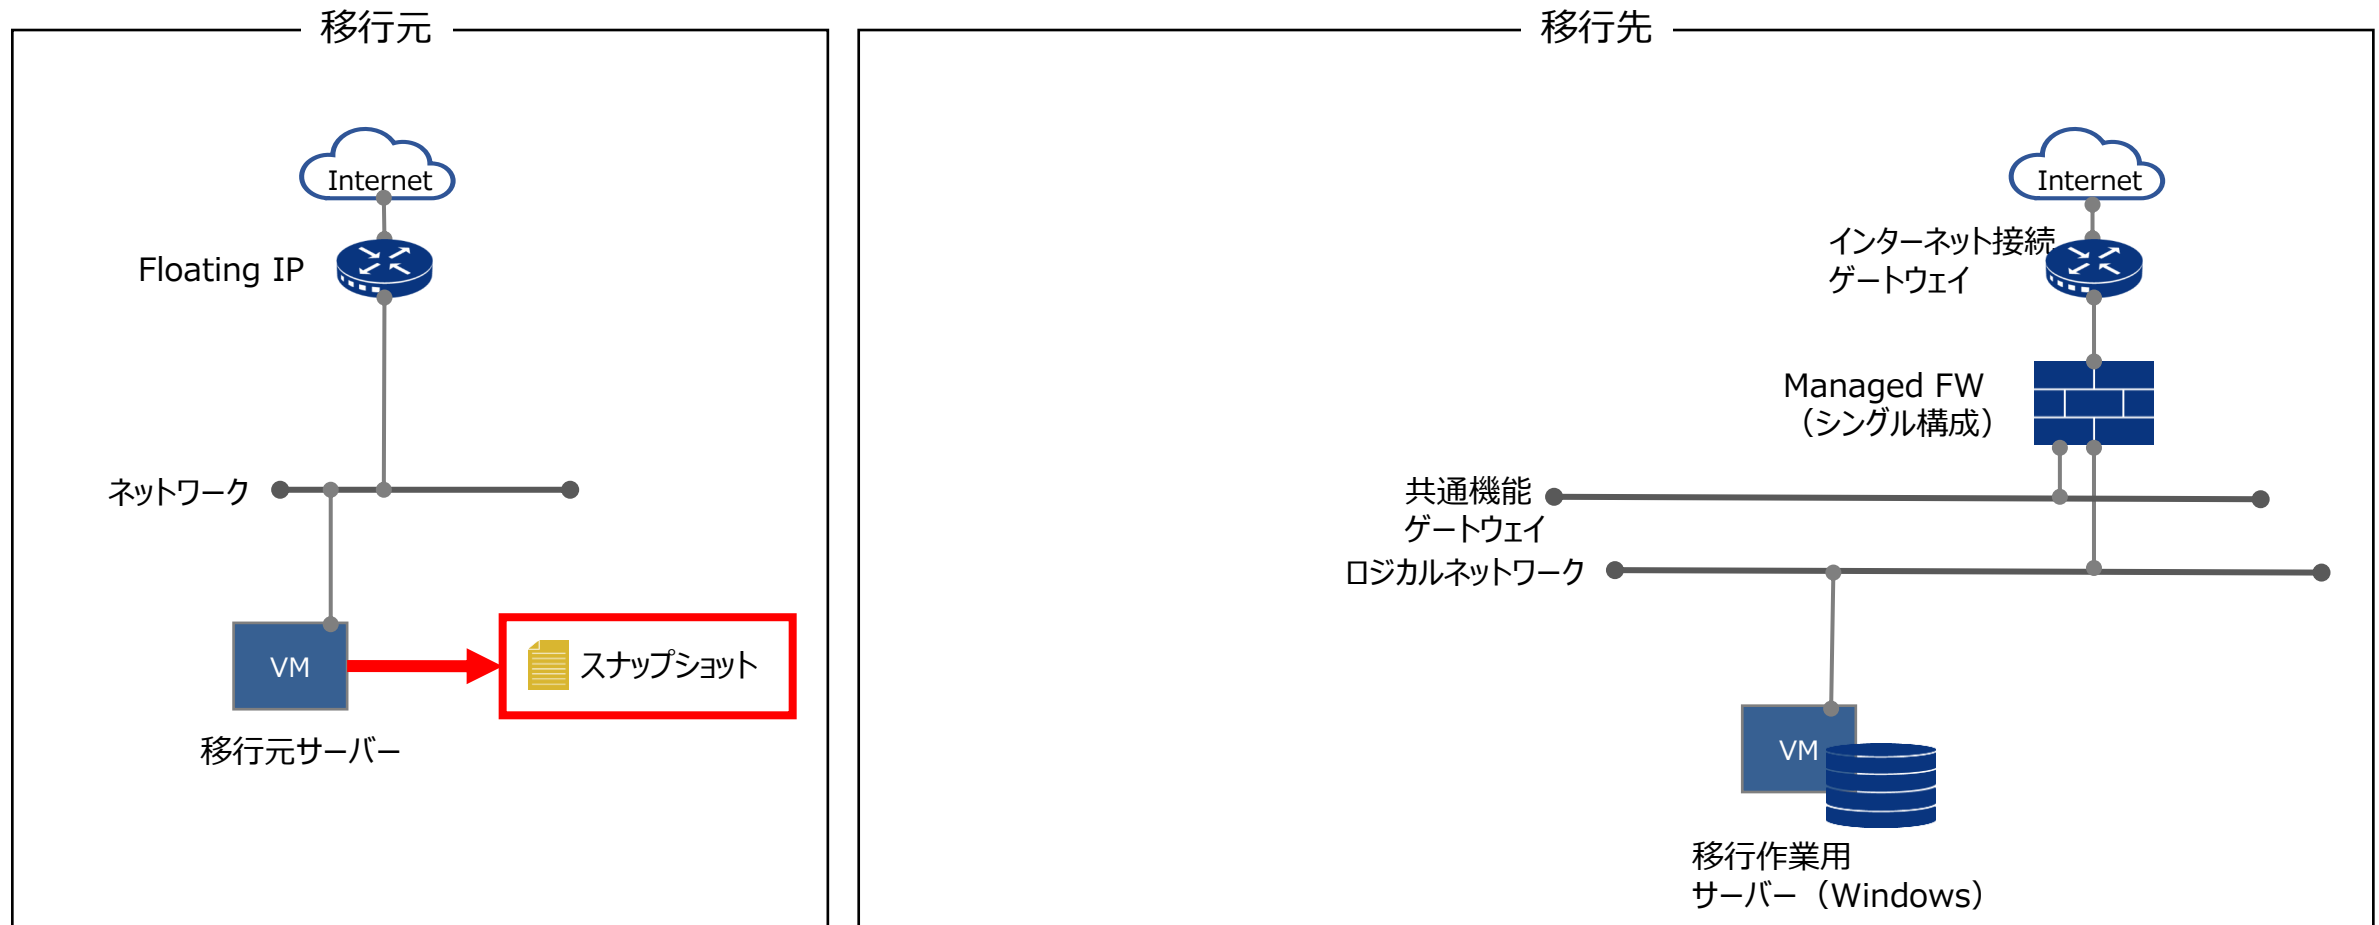 移行元
移行先
Internet
Floating IP
ネットワーク
VM
スナップショット
移行元サーバー
Internet
インターネット接続
ゲートウェイ
Managed FW
（シングル構成）
共通機能
ゲートウェイ
ロジカルネットワーク
VM
移行作業用
サーバー（Windows）